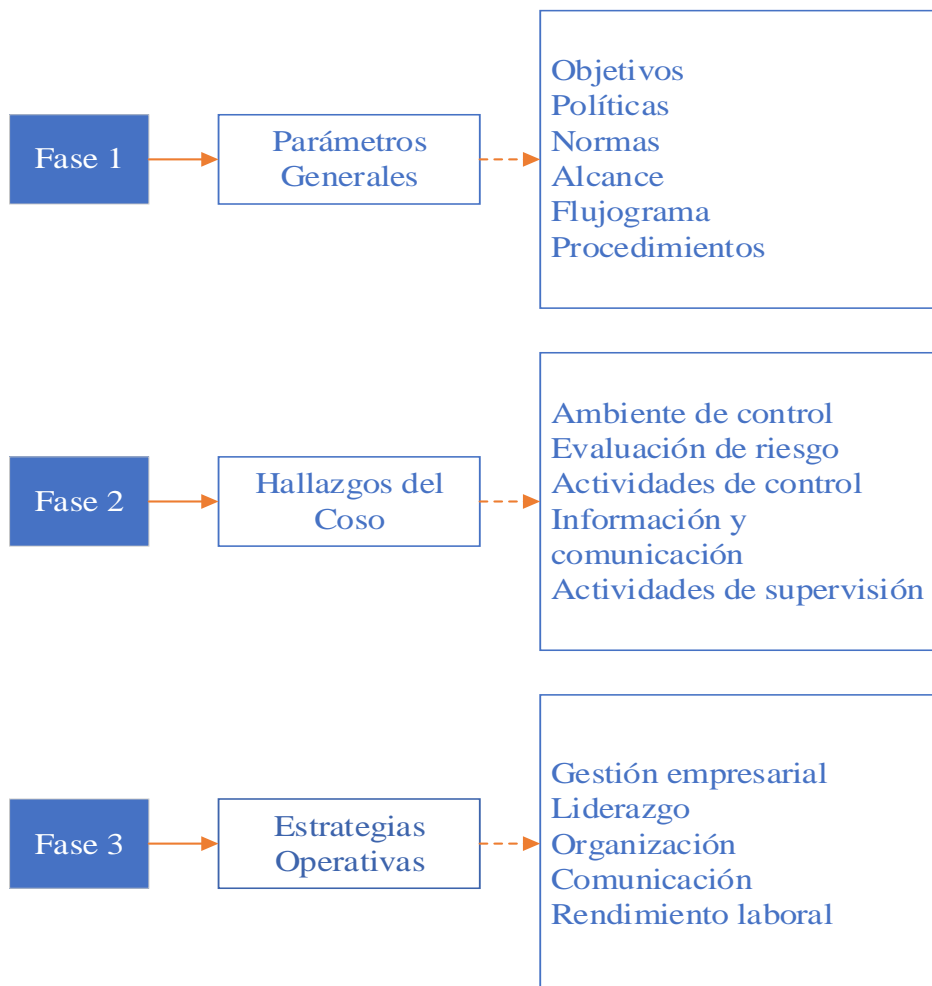 Fase 1
Parámetros
Generales
Objetivos
Políticas
Normas
Alcance
Flujograma
Procedimientos
Fase 2
Hallazgos del
Coso
Ambiente de control
Evaluación de riesgo
Actividades de control
Información y
comunicación
Actividades de supervisión
Fase 3
Estrategias
Operativas
Gestión empresarial
Liderazgo
Organización
Comunicación
Rendimiento laboral